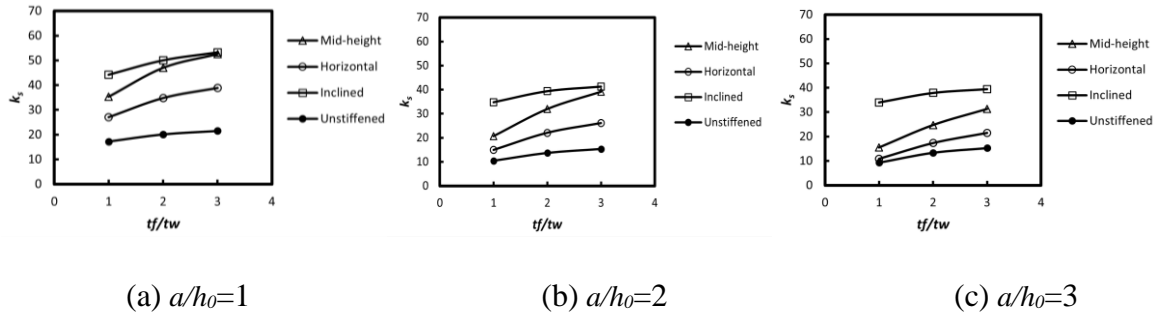 70
60
50
40
30
20
10
0
k_s
0 1 2 3 4
tf/tw
Mid-height
Horizontal
Inclined
Unstiffened
(a) a/h₀=1
70
60
50
40
30
20
10
0
k_s
0 1 2 3 4
tf/tw
Mid-height
Horizontal
Inclined
Unstiffened
(b) a/h₀=2
70
60
50
40
30
20
10
0
k_s
0 1 2 3 4
tf/tw
Mid-height
Horizontal
Inclined
Unstiffened
(c) a/h₀=3